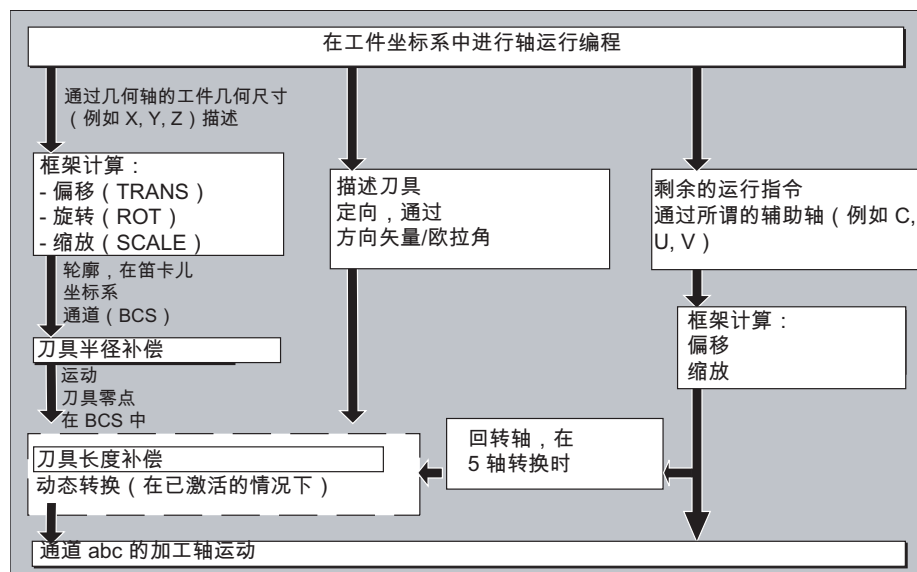 在工件坐标系中进行轴运行编程
通过几何轴的工件几何尺寸
（例如 X, Y, Z）描述
框架计算：
- 偏移（TRANS）
- 旋转（ROT）
- 缩放（SCALE）
轮廓，在笛卡儿
坐标系
通道（BCS）
刀具半径补偿
运动
刀具零点
在 BCS 中
刀具长度补偿
动态转换（在已激活的情况下）
描述刀具
定向，通过
方向矢量/欧拉角
剩余的运行指令
通过所谓的辅助轴（例如 C,
U, V）
框架计算：
偏移
缩放
回转轴，在
5 轴转换时
通道 abc 的加工轴运动